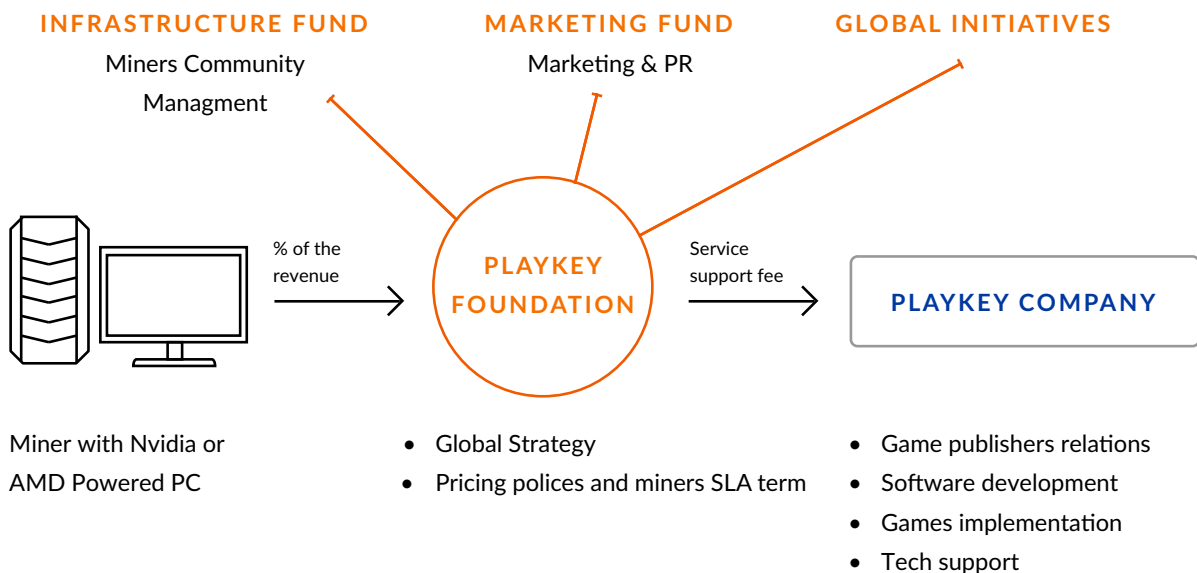 INFRASTRUCTURE FUND
Miners Community
Managment
MARKETING FUND
Marketing & PR
GLOBAL INITIATIVES
% of the
revenue
PLAYKEY
FOUNDATION
Service
support fee
PLAYKEY COMPANY
Miner with Nvidia or
AMD Powered PC
• Global Strategy
• Pricing polices and miners SLA term
• Game publishers relations
• Software development
• Games implementation
• Tech support